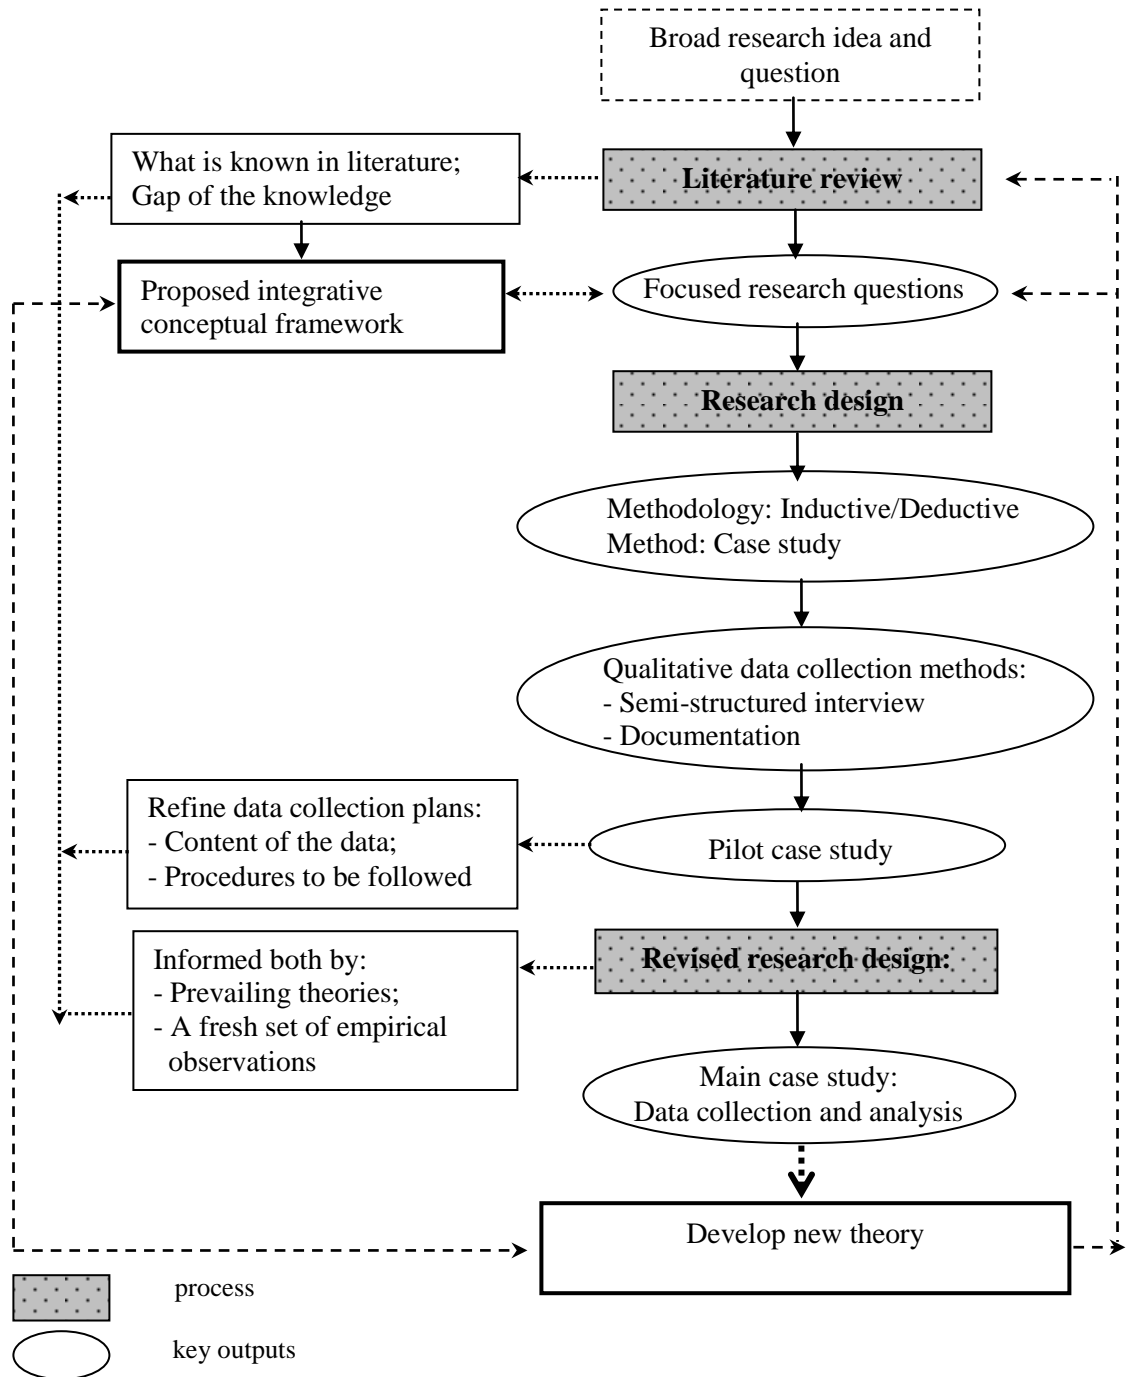 Broad research idea and
question
What is known in literature;
Gap of the knowledge
Literature review
Proposed integrative
conceptual framework
Focused research questions
Research design
Methodology: Inductive/Deductive
Method: Case study
Qualitative data collection methods:
- Semi-structured interview
- Documentation
Refine data collection plans:
- Content of the data;
- Procedures to be followed
Pilot case study
Informed both by:
- Prevailing theories;
- A fresh set of empirical
observations
Revised research design:
Main case study:
Data collection and analysis
Develop new theory
process
key outputs